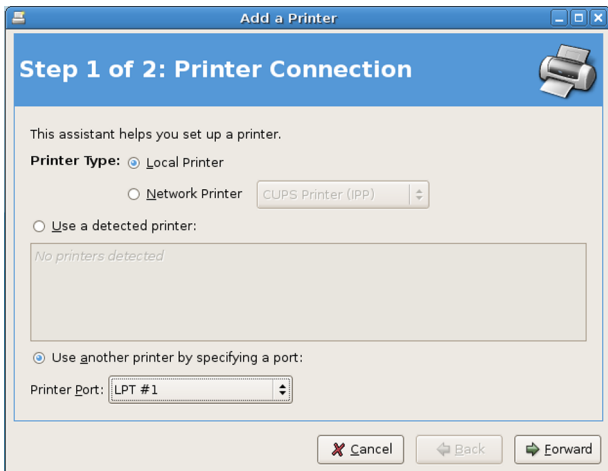 Add a Printer
Step 1 of 2: Printer Connection
This assistant helps you set up a printer.
Printer Type: Local Printer
Network Printer CUPS Printer (IPP)
Use a detected printer:
No printers detected
Use another printer by specifying a port:
Printer Port: LPT #1
Cancel Back Forward